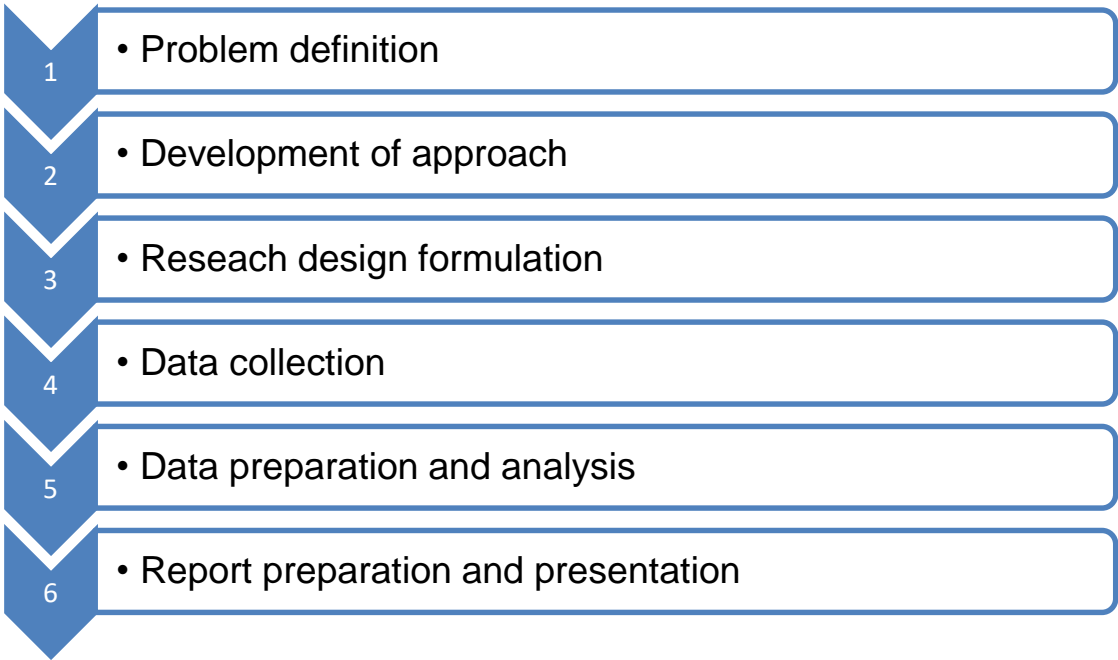 1
• Problem definition
2
• Development of approach
3
• Reseach design formulation
4
• Data collection
5
• Data preparation and analysis
6
• Report preparation and presentation